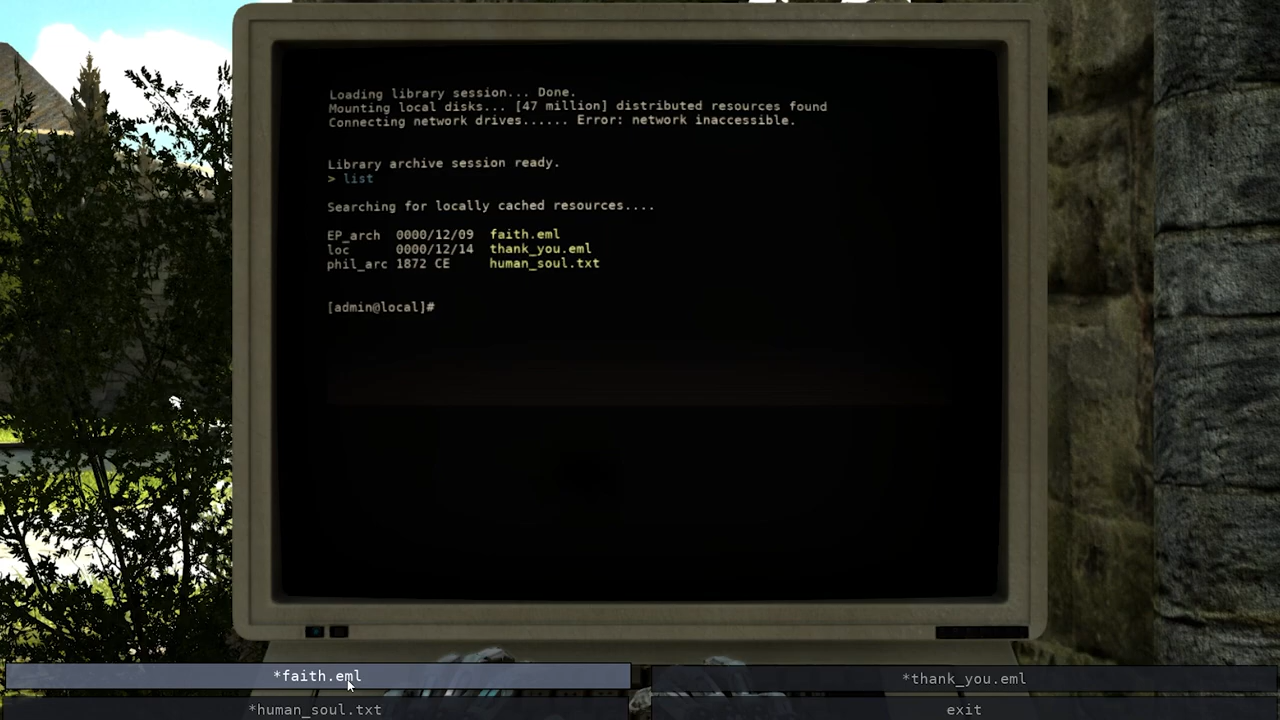 Loading library session... Done.
Mounting local disks... [47 million] distributed resources found
Connecting network drives...... Error: network inaccessible.
Library archive session ready.
> list
Searching for locally cached resources....
EP_arch 0000/12/09 faith.eml
loc 0000/12/14 thank_you.eml
phil_arc 1872 CE human_soul.txt
[admin@local]#
*faith.eml
*thank_you.eml
*human_soul.txt
exit